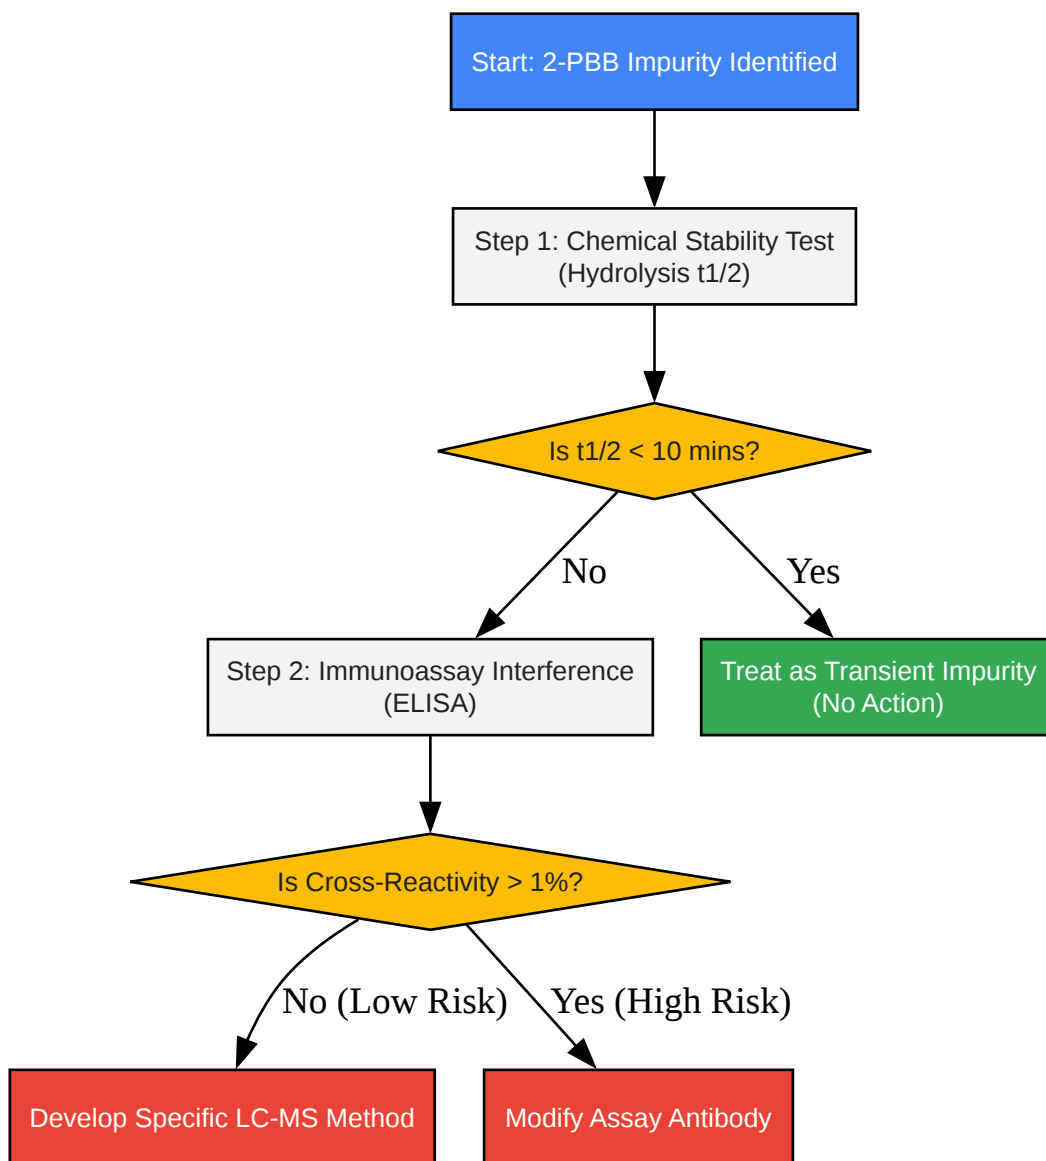 Start: 2-PBB Impurity Identified
Step 1: Chemical Stability Test
(Hydrolysis t1/2)
Is t1/2 < 10 mins?
No
Yes
Step 2: Immunoassay Interference
(ELISA)
Treat as Transient Impurity
(No Action)
Is Cross-Reactivity > 1%?
No (Low Risk)
Yes (High Risk)
Develop Specific LC-MS Method
Modify Assay Antibody